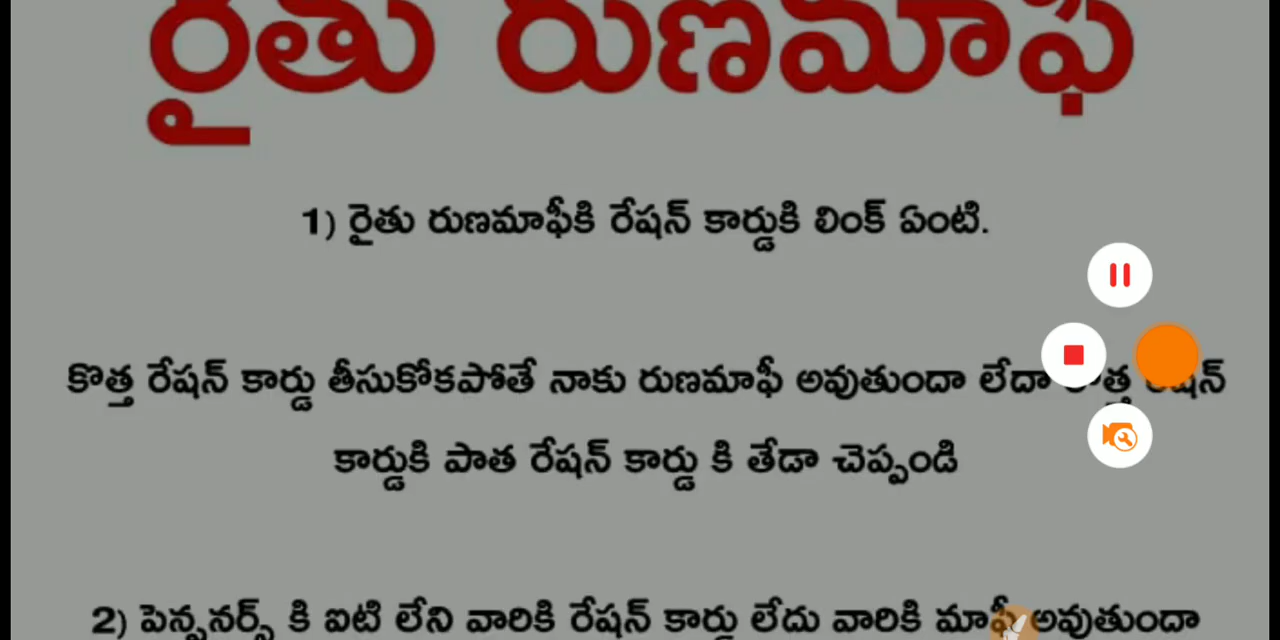 రైతు రుణమాఫీ
1) రైతు రుణమాఫీకి రేషన్ కార్డుకి లింక్ ఏంటి.
కొత్త రేషన్ కార్డు తీసుకోకపోతే నాకు రుణమాఫీ అవుతుందా లేదా
కార్డుకి పాత రేషన్ కార్డు కి తేడా చెప్పండి
2) పెన్షనర్స్ కి ఐటి లేని వారికి రేషన్ కార్డు లేదు వారికి మాఫీ అవుతుందా